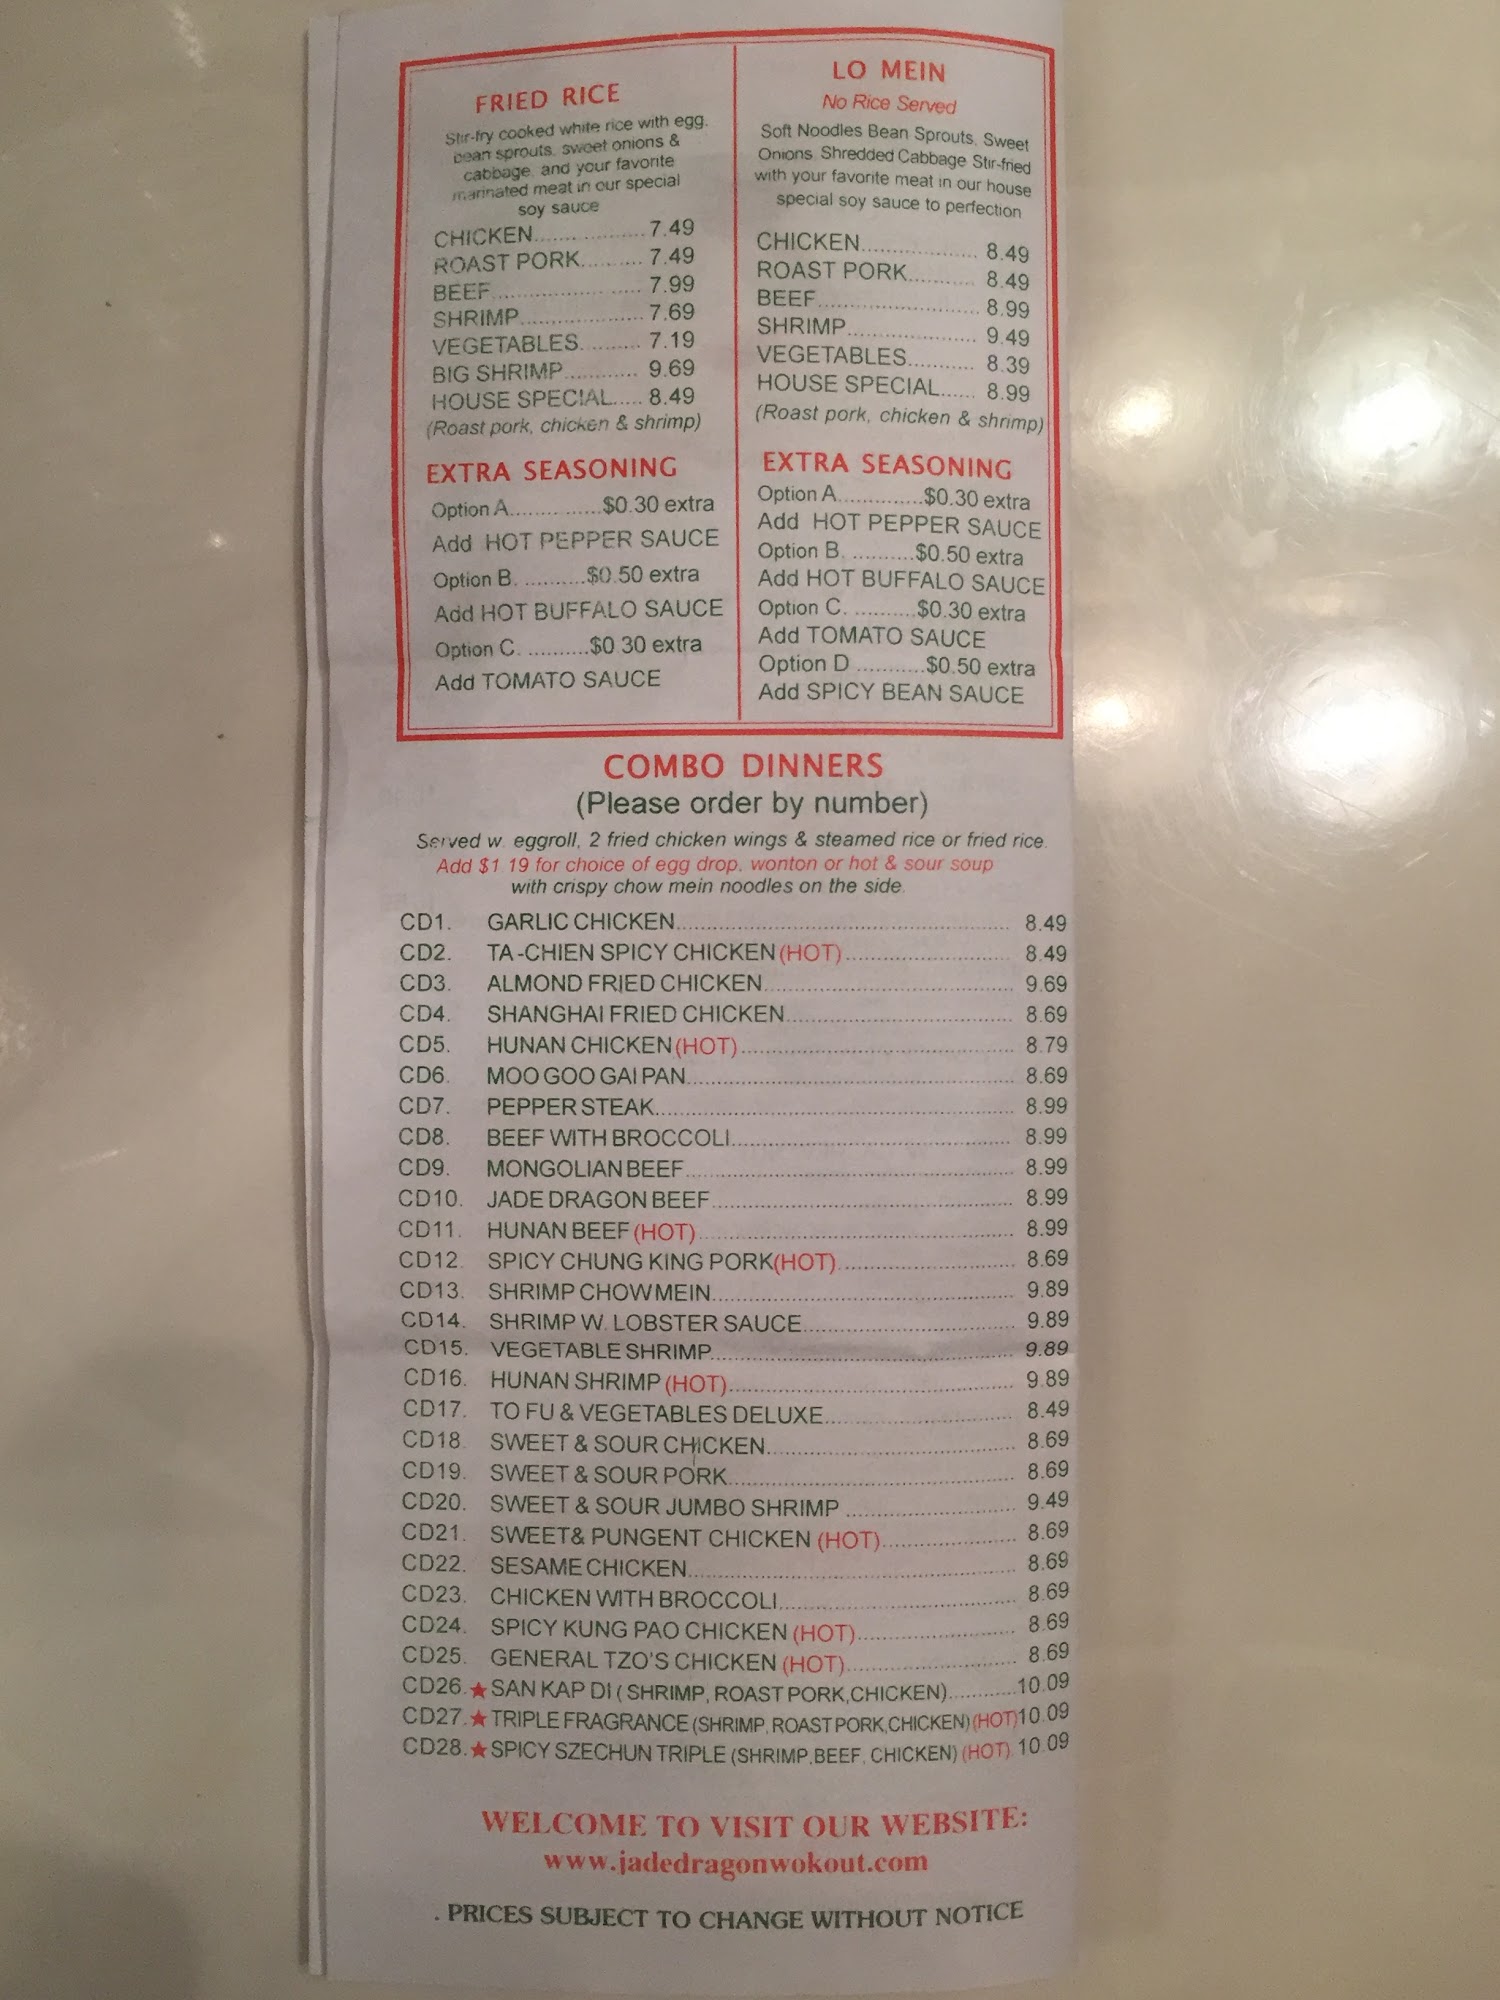 FRIED RICE
Stir-fry cooked white rice with egg,
bean sprouts, sweet onions &
cabbage, and your favorite
marinated meat in our special
soy sauce
CHICKEN................... 7.49
ROAST PORK......... 7.49
BEEF........................ 7.99
SHRIMP..................... 7.69
VEGETABLES.......... 7.19
BIG SHRIMP............ 9.69
HOUSE SPECIAL..... 8.49
(Roast pork, chicken & shrimp)
EXTRA SEASONING
Option A...............$0.30 extra
Add HOT PEPPER SAUCE
Option B. ..........$0.50 extra
Add HOT BUFFALO SAUCE
Option C. ..........$0.30 extra
Add TOMATO SAUCE
LO MEIN
No Rice Served
Soft Noodles Bean Sprouts, Sweet
Onions, Shredded Cabbage Stir-fried
with your favorite meat in our house
special soy sauce to perfection
CHICKEN.................... 8.49
ROAST PORK........... 8.49
BEEF........................... 8.99
SHRIMP...................... 9.49
VEGETABLES........... 8.39
HOUSE SPECIAL...... 8.99
(Roast pork, chicken & shrimp)
EXTRA SEASONING
Option A..............$0.30 extra
Add HOT PEPPER SAUCE
Option B. ..........$0.50 extra
Add HOT BUFFALO SAUCE
Option C. ..........$0.30 extra
Add TOMATO SAUCE
Option D ...........$0.50 extra
Add SPICY BEAN SAUCE
COMBO DINNERS
(Please order by number)
Served w. eggroll, 2 fried chicken wings & steamed rice or fried rice.
Add $1.19 for choice of egg drop, wonton or hot & sour soup
with crispy chow mein noodles on the side.
CD1. GARLIC CHICKEN.................... 8.49
CD2. TA-CHIEN SPICY CHICKEN (HOT).................... 8.49
CD3. ALMOND FRIED CHICKEN.................... 9.69
CD4. SHANGHAI FRIED CHICKEN.................... 8.69
CD5. HUNAN CHICKEN (HOT).................... 8.79
CD6. MOO GOO GAI PAN.................... 8.69
CD7. PEPPER STEAK.................... 8.99
CD8. BEEF WITH BROCCOLI.................... 8.99
CD9. MONGOLIAN BEEF.................... 8.99
CD10. JADE DRAGON BEEF.................... 8.99
CD11. HUNAN BEEF (HOT).................... 8.99
CD12. SPICY CHUNG KING PORK(HOT).................... 8.69
CD13. SHRIMP CHOW MEIN.................... 9.89
CD14. SHRIMP W. LOBSTER SAUCE.................... 9.89
CD15. VEGETABLE SHRIMP.................... 9.89
CD16. HUNAN SHRIMP (HOT).................... 9.89
CD17. TO FU & VEGETABLES DELUXE.................... 8.49
CD18. SWEET & SOUR CHICKEN.................... 8.69
CD19. SWEET & SOUR PORK.................... 8.69
CD20. SWEET & SOUR JUMBO SHRIMP .................... 9.49
CD21. SWEET& PUNGENT CHICKEN (HOT).................... 8.69
CD22. SESAME CHICKEN.................... 8.69
CD23. CHICKEN WITH BROCCOLI.................... 8.69
CD24. SPICY KUNG PAO CHICKEN (HOT).................... 8.69
CD25. GENERAL TZO'S CHICKEN (HOT).................... 8.69
CD26. ★ SAN KAP DI ( SHRIMP, ROAST PORK,CHICKEN)............10.09
CD27. ★ TRIPLE FRAGRANCE (SHRIMP, ROAST PORK,CHICKEN) (HOT)10.09
CD28. ★ SPICY SZECHUN TRIPLE (SHRIMP,BEEF, CHICKEN) (HOT). 10.09
WELCOME TO VISIT OUR WEBSITE:
www.jadedragonwokout.com
. PRICES SUBJECT TO CHANGE WITHOUT NOTICE